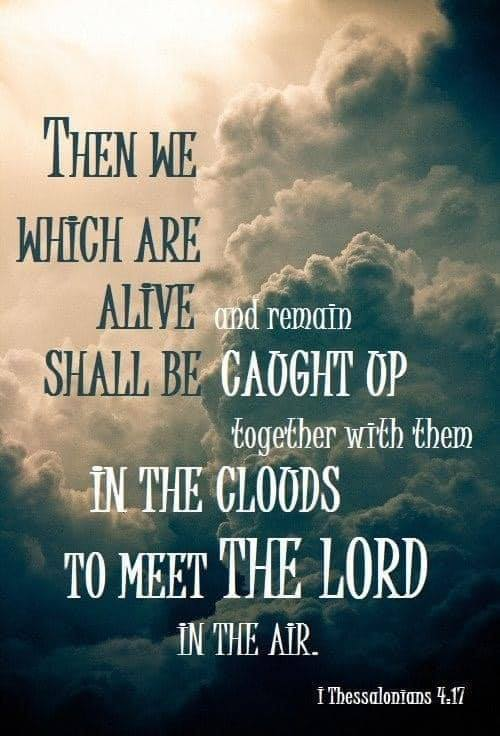 THEN WE
WHICH ARE
ALIVE and remain
SHALL BE CAUGHT UP
together with them
IN THE CLOUDS
TO MEET THE LORD
IN THE AIR.
I Thessalonians 4:17